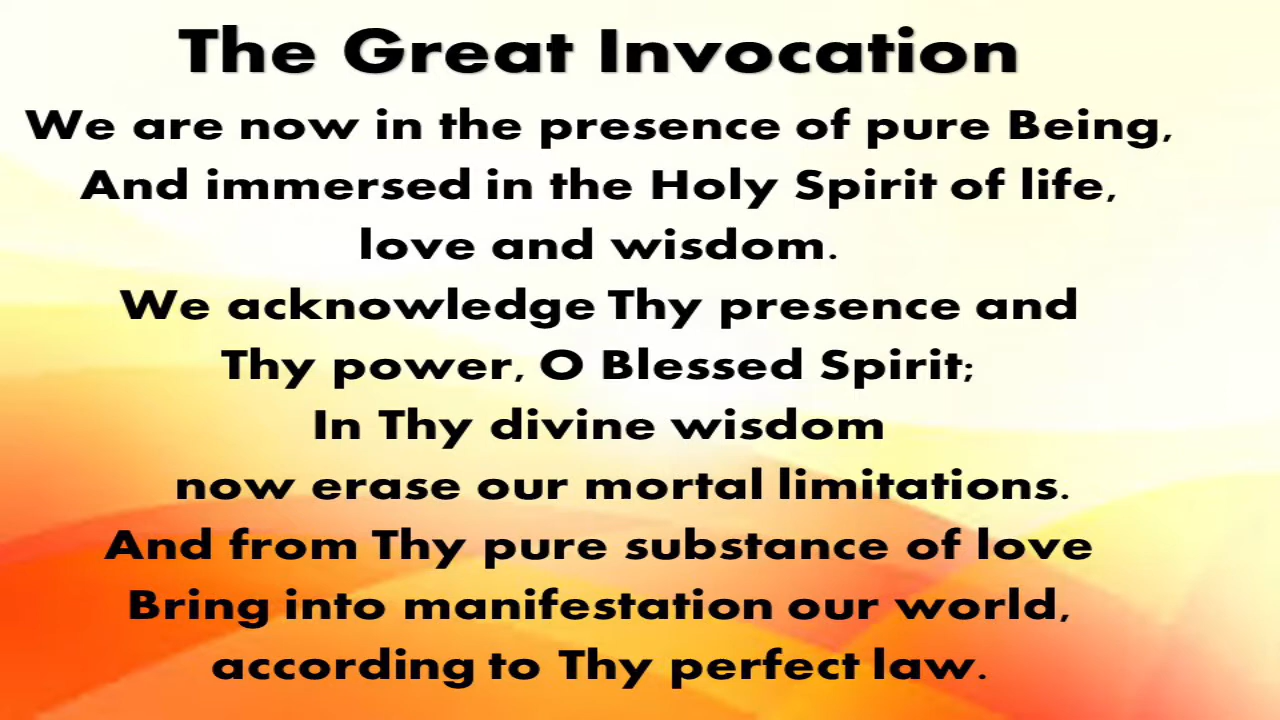 The Great Invocation
We are now in the presence of pure Being,
And immersed in the Holy Spirit of life,
love and wisdom.
We acknowledge Thy presence and
Thy power, O Blessed Spirit;
In Thy divine wisdom
now erase our mortal limitations.
And from Thy pure substance of love
Bring into manifestation our world,
according to Thy perfect law.